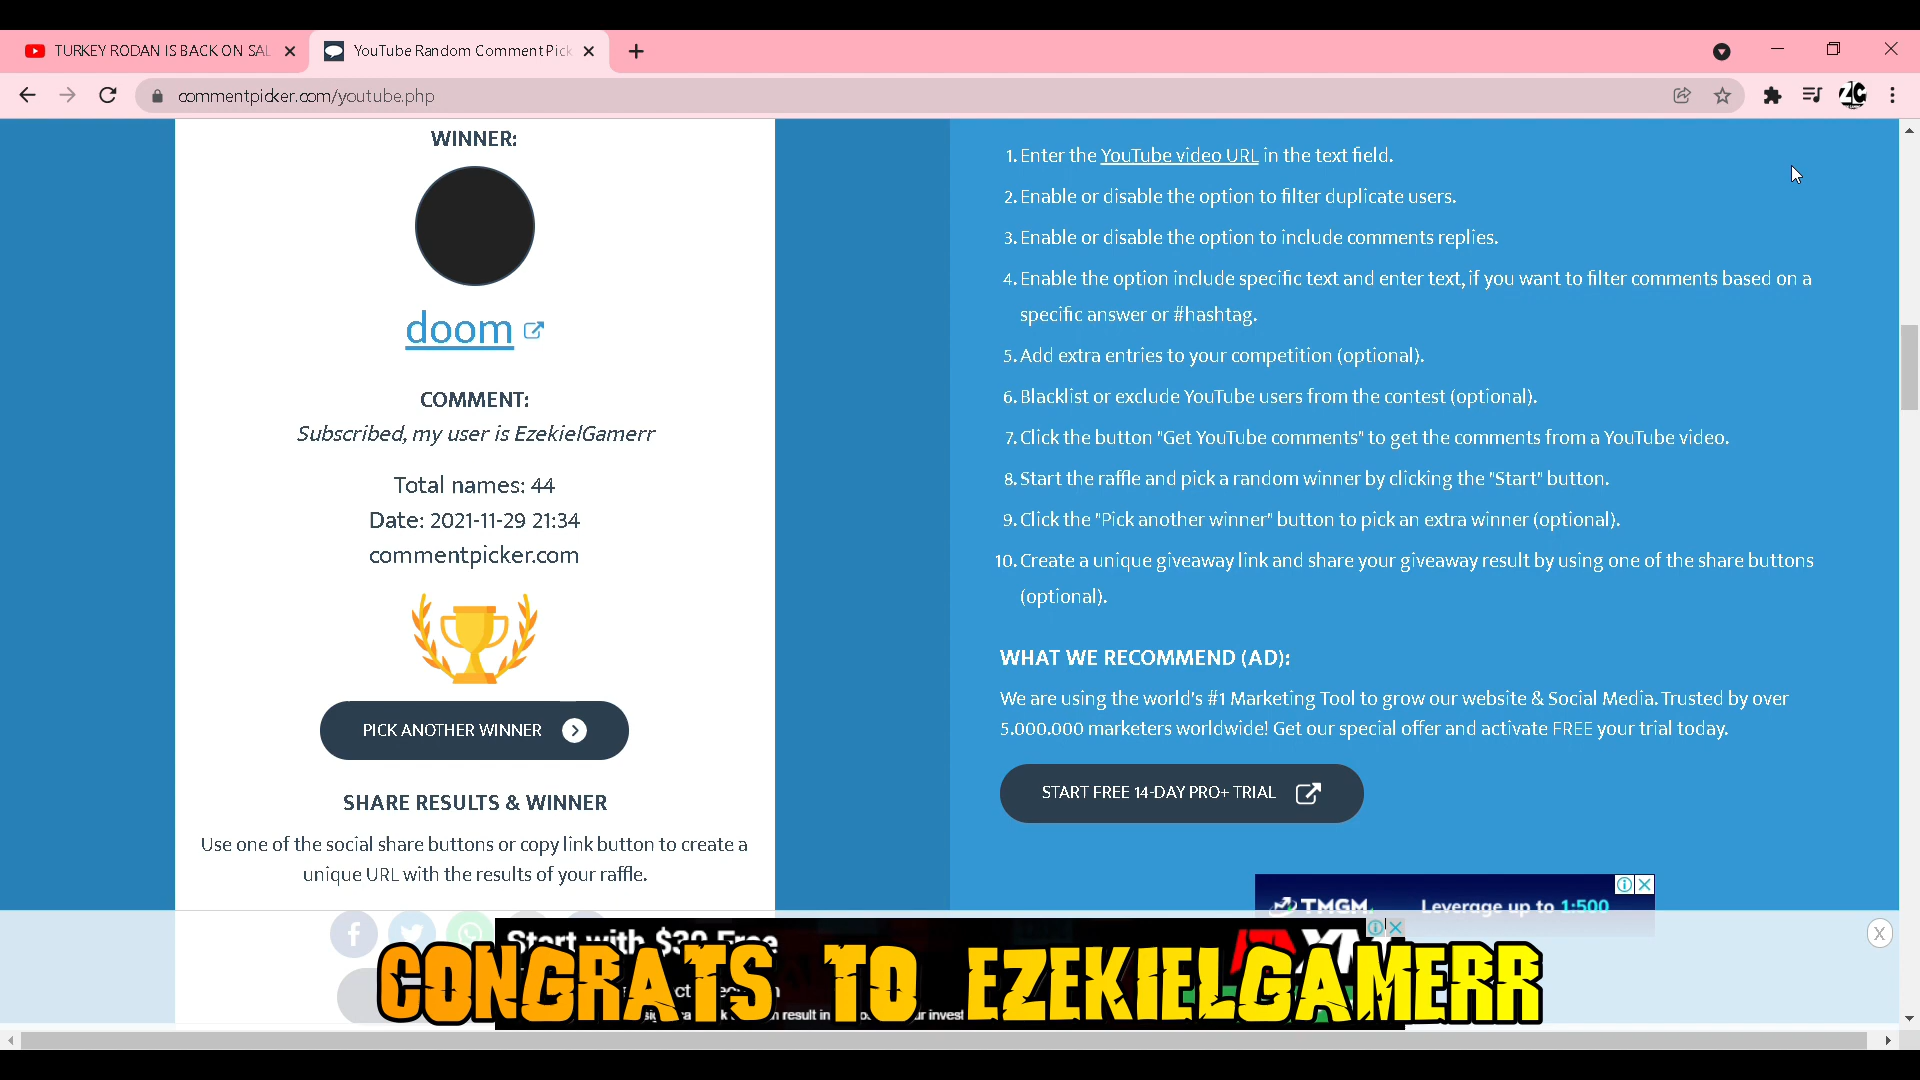 TURKEY RODAN IS BACK ON SAL
YouTube Random Comment Pick
commentpicker.com/youtube.php
WINNER:
doom
COMMENT:
Subscribed, my user is EzekielGamerr
Total names: 44
Date: 2021-11-29 21:34
commentpicker.com
PICK ANOTHER WINNER
SHARE RESULTS & WINNER
Use one of the social share buttons or copy link button to create a
unique URL with the results of your raffle.
1. Enter the YouTube video URL in the text field.
2. Enable or disable the option to filter duplicate users.
3. Enable or disable the option to include comments replies.
4. Enable the option include specific text and enter text, if you want to filter comments based on a
specific answer or #hashtag.
5. Add extra entries to your competition (optional).
6. Blacklist or exclude YouTube users from the contest (optional).
7. Click the button "Get YouTube comments" to get the comments from a YouTube video.
8. Start the raffle and pick a random winner by clicking the "Start" button.
9. Click the "Pick another winner" button to pick an extra winner (optional).
10. Create a unique giveaway link and share your giveaway result by using one of the share buttons
(optional).
WHAT WE RECOMMEND (AD):
We are using the world's #1 Marketing Tool to grow our website & Social Media. Trusted by over
5.000.000 marketers worldwide! Get our special offer and activate FREE your trial today.
START FREE 14-DAY PRO+ TRIAL
TMGM. Leverage up to 1:500
Start with $30 Free
CONGRATS TO EZEKIELGAMERR
result in